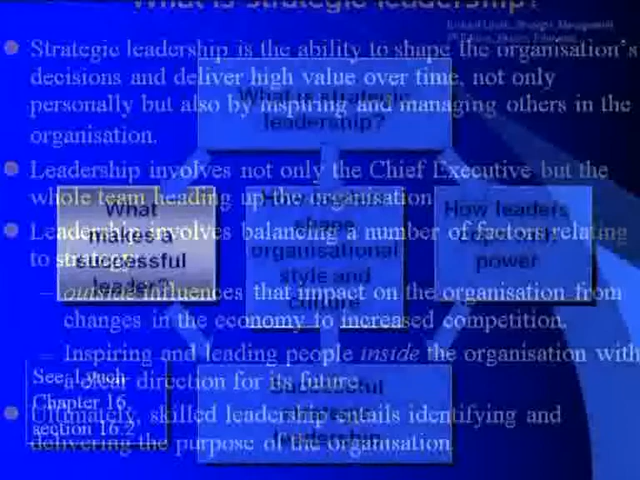 What is strategic leadership?
Strategic leadership is the ability to shape the organisation's
decisions and deliver high value over time, not only
personally but also by inspiring and managing others in the
organisation.
Leadership involves not only the Chief Executive but the
whole team heading up the organisation
Leadership involves balancing a number of factors relating
to strategy:
– outside influences that impact on the organisation from
changes in the economy to increased competition.
– Inspiring and leading people inside the organisation with
a clear direction for its future
Ultimately, skilled leadership entails identifying and
delivering the purpose of the organisation
What is strategic
leadership?
What
makes a
successful
leader?
shape
organisational
style and
culture
How leaders
cope with
power
Successful
strategic
leadership
See Lynch
Chapter 16,
section 16.2